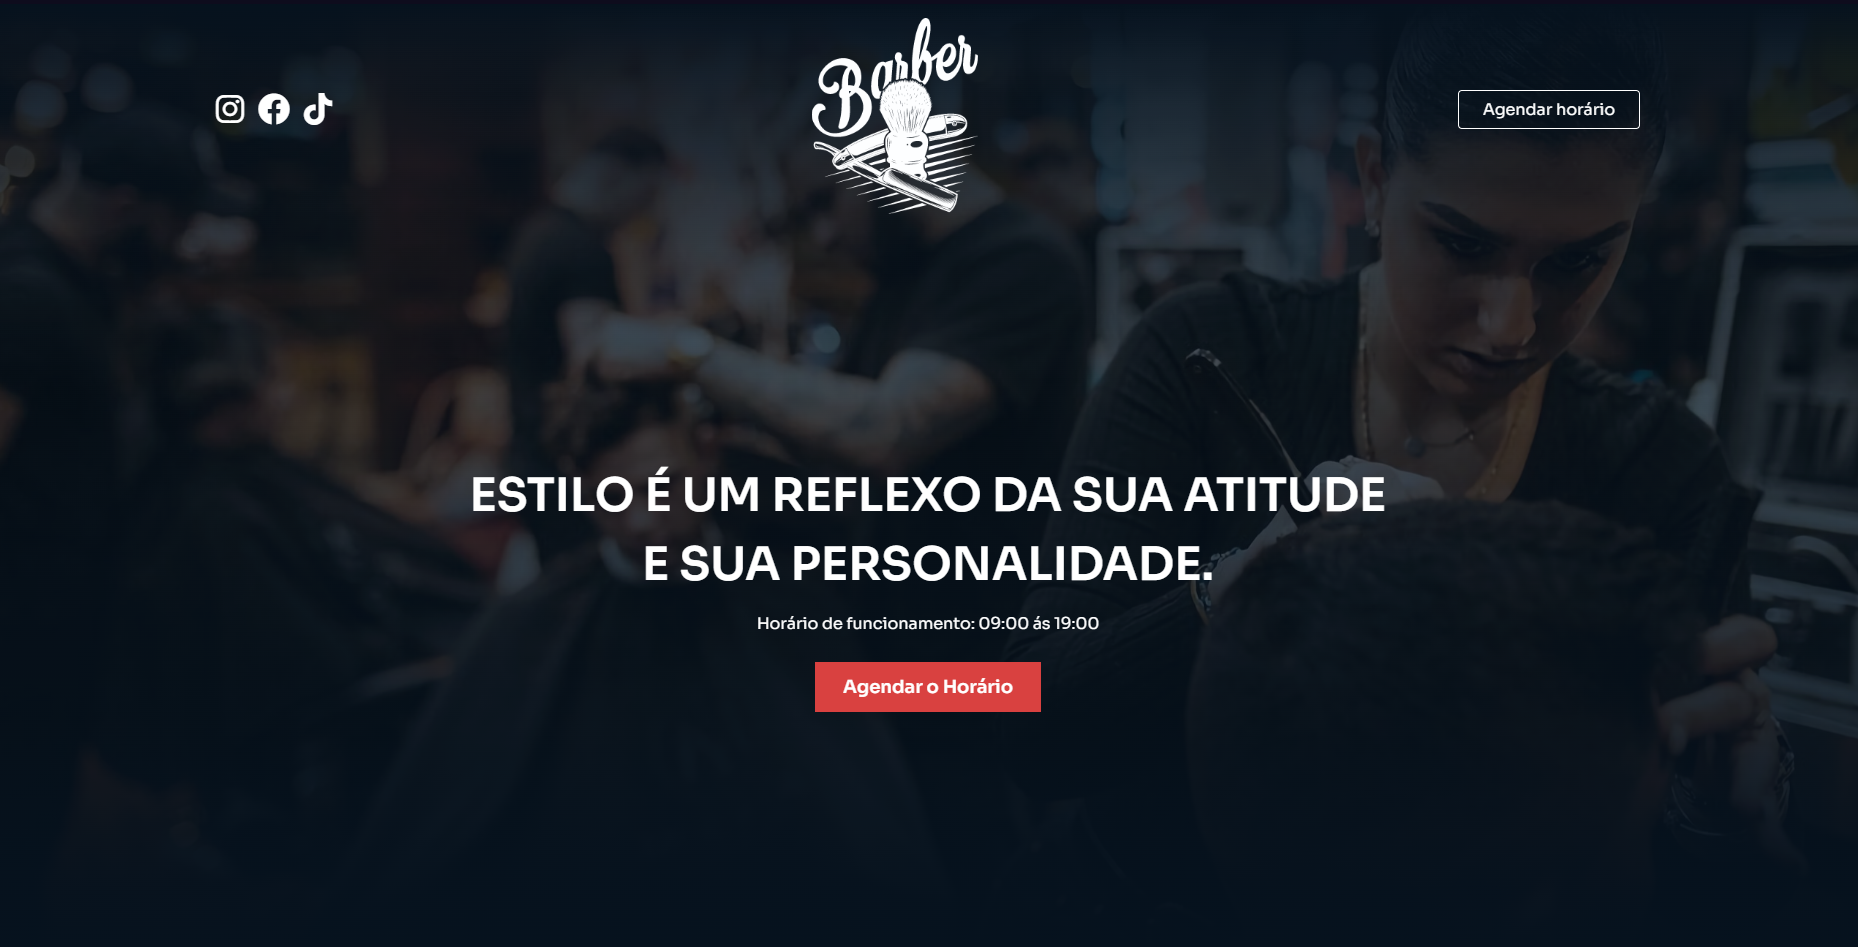 Barber
Agendar horário
ESTILO É UM REFLEXO DA SUA ATITUDE
E SUA PERSONALIDADE.
Horário de funcionamento: 09:00 ás 19:00
Agendar o Horário